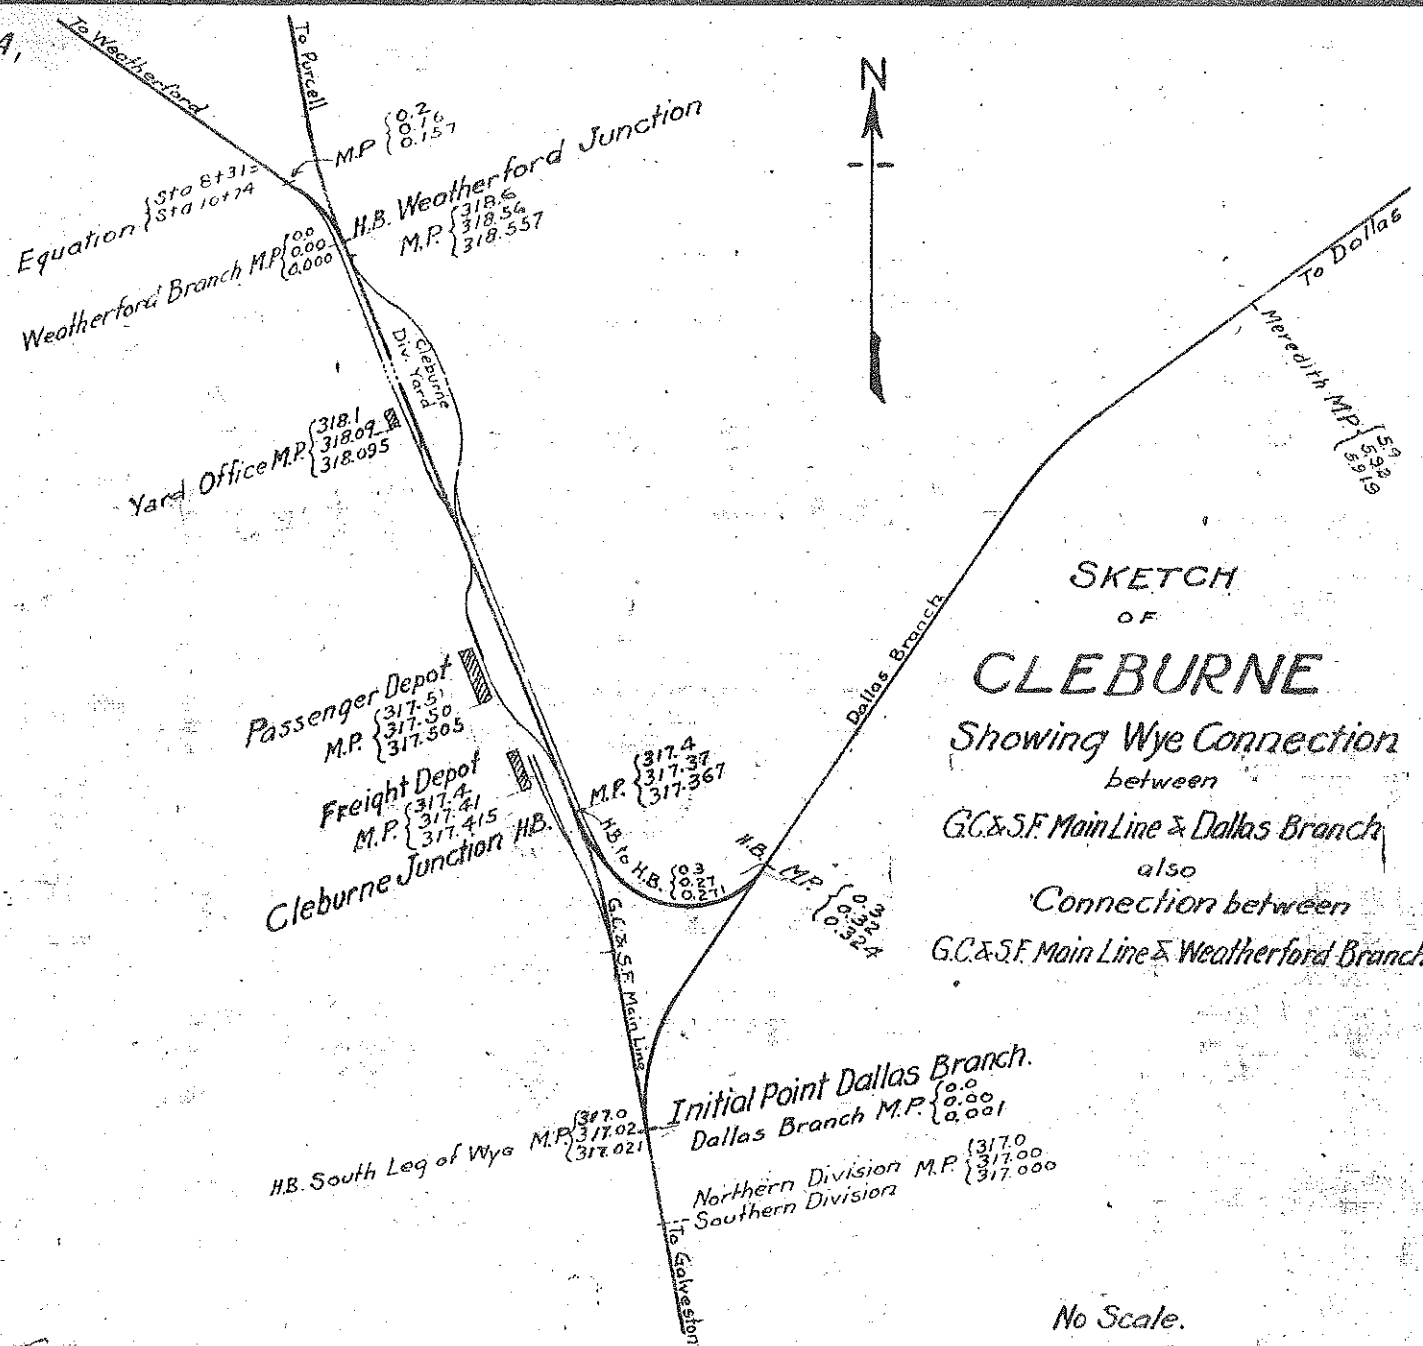 A,
To Weatherford
To Purcell
N
M.P. {0.2
0.16
0.157
Equation {Sta 8+31=
Sta 10+74
H.B. Weatherford Junction
M.P. {318.6
318.56
318.557
Weatherford Branch M.P. {0.0
0.00
0.000
Cleburne
Div. Yard
Yard Office M.P. {318.1
318.09
318.095
To Dallas
Meredith M.P. {5.9
5.92
5.919
SKETCH
OF
CLEBURNE
Showing Wye Connection
between
G.C.&S.F. Main Line & Dallas Branch
also
Connection between
G.C.&S.F. Main Line & Weatherford Branch
Dallas Branch
Passenger Depot
M.P. {317.5
317.50
317.505
Freight Depot
M.P. {317.4
317.41
317.415
Cleburne Junction H.B.
M.P. {317.4
317.37
317.367
H.B. to H.B. {0.3
0.27
H.B. M.P. {0.3
0.32
0.324
G.C.&S.F. Main Line
Initial Point Dallas Branch.
Dallas Branch M.P. {0.0
0.00
0.001
H.B. South Leg of Wye M.P. {317.0
317.02
317.021
Northern Division
Southern Division
M.P. {317.0
317.00
317.000
To Galveston
No Scale.